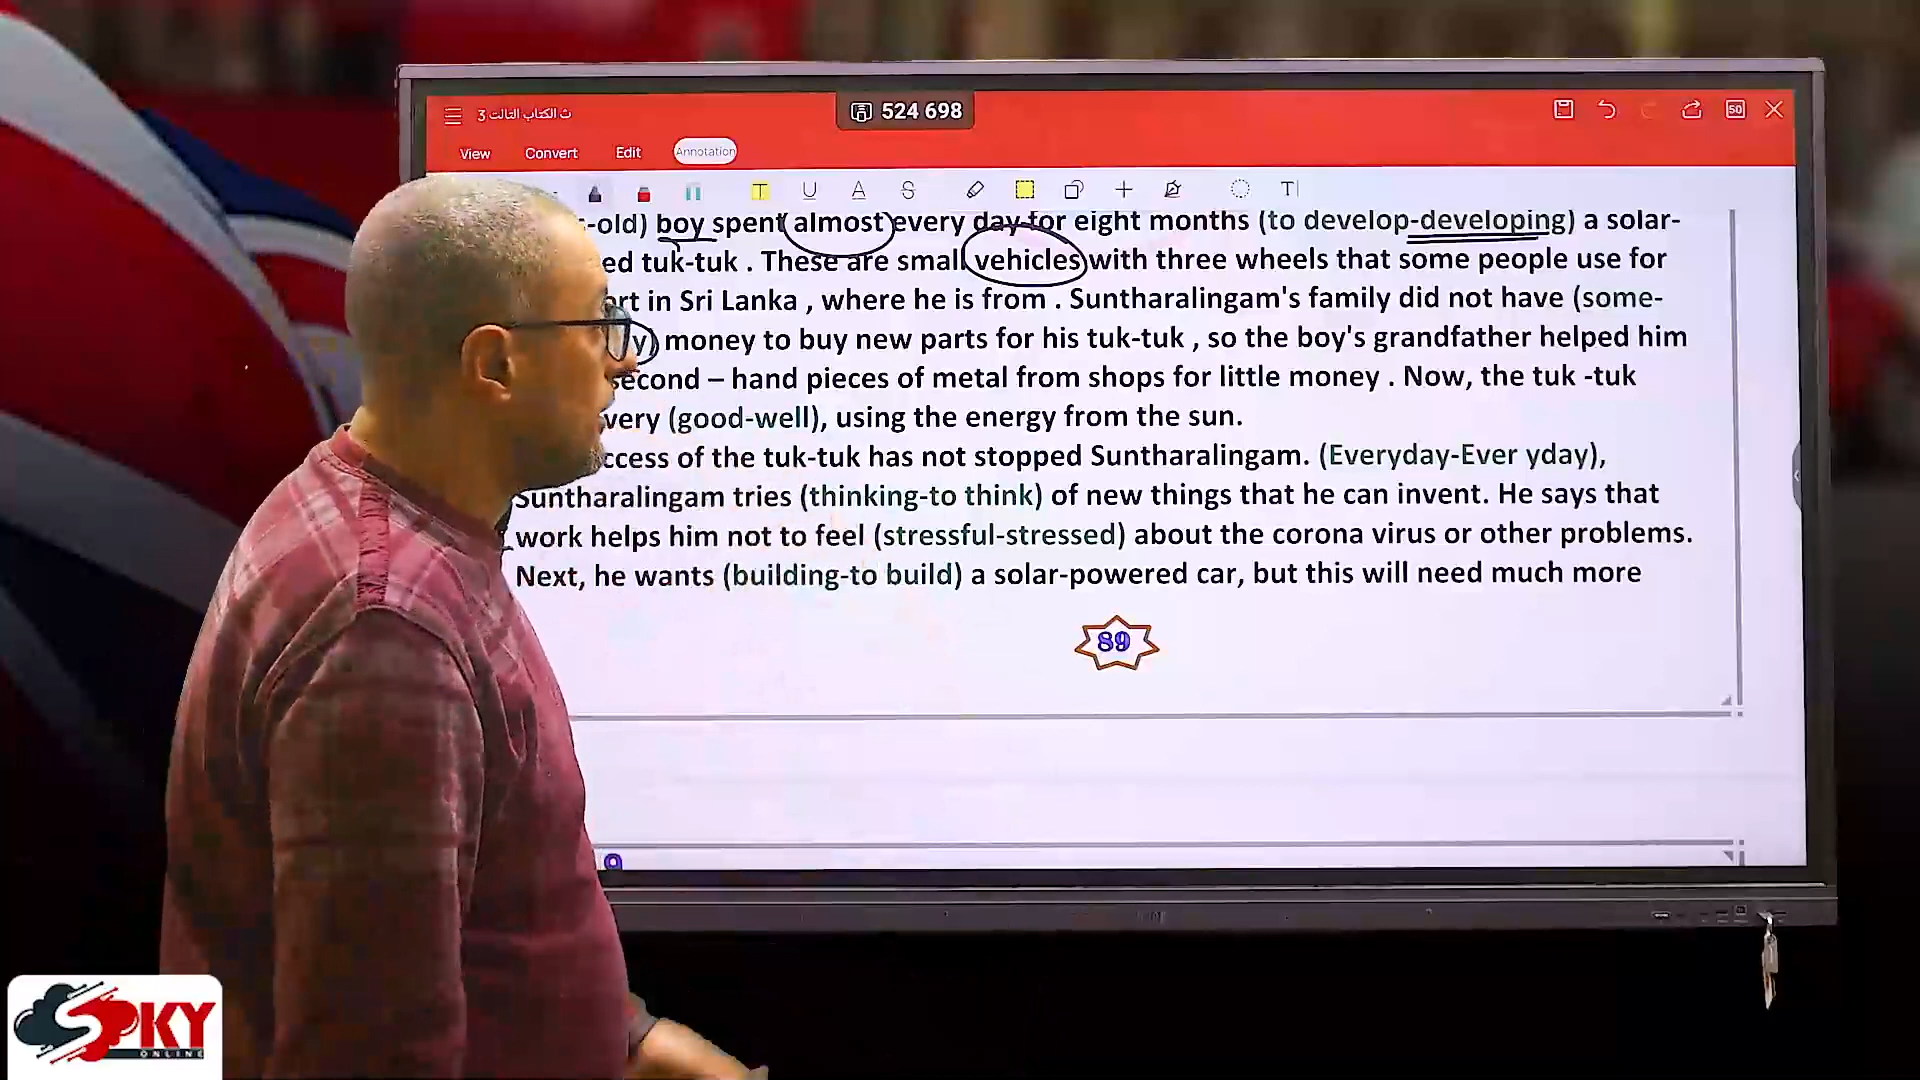 3 ث الكتاب الثالث
524 698
50
View Convert Edit Annotation
-old) boy spent (almost) every day for eight months (to develop-developing) a solar-
ed tuk-tuk . These are small vehicles with three wheels that some people use for
rt in Sri Lanka , where he is from . Suntharalingam's family did not have (some-
y) money to buy new parts for his tuk-tuk , so the boy's grandfather helped him
second – hand pieces of metal from shops for little money . Now, the tuk -tuk
very (good-well), using the energy from the sun.
ccess of the tuk-tuk has not stopped Suntharalingam. (Everyday-Ever yday),
Suntharalingam tries (thinking-to think) of new things that he can invent. He says that
work helps him not to feel (stressful-stressed) about the corona virus or other problems.
Next, he wants (building-to build) a solar-powered car, but this will need much more
89
9
SPKY
ONLINE